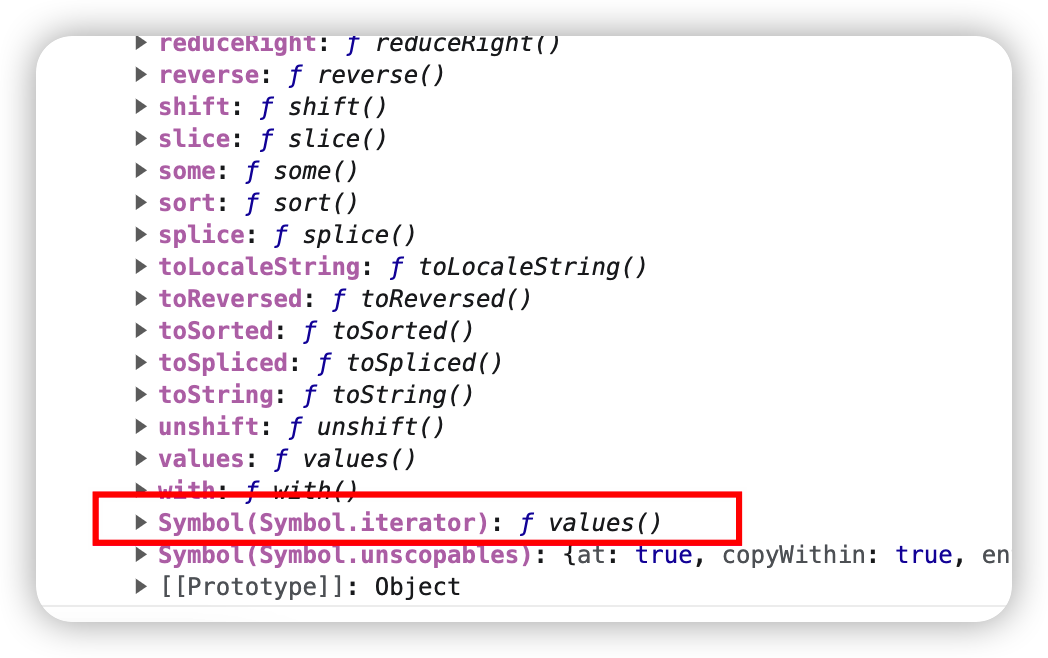 reduceRight: ƒ reduceRight()
reverse: ƒ reverse()
shift: ƒ shift()
slice: ƒ slice()
some: ƒ some()
sort: ƒ sort()
splice: ƒ splice()
toLocaleString: ƒ toLocaleString()
toReversed: ƒ toReversed()
toSorted: ƒ toSorted()
toSpliced: ƒ toSpliced()
toString: ƒ toString()
unshift: ƒ unshift()
values: ƒ values()
with: ƒ with()
Symbol(Symbol.iterator): ƒ values()
Symbol(Symbol.unscopables): {at: true, copyWithin: true, en
[[Prototype]]: Object